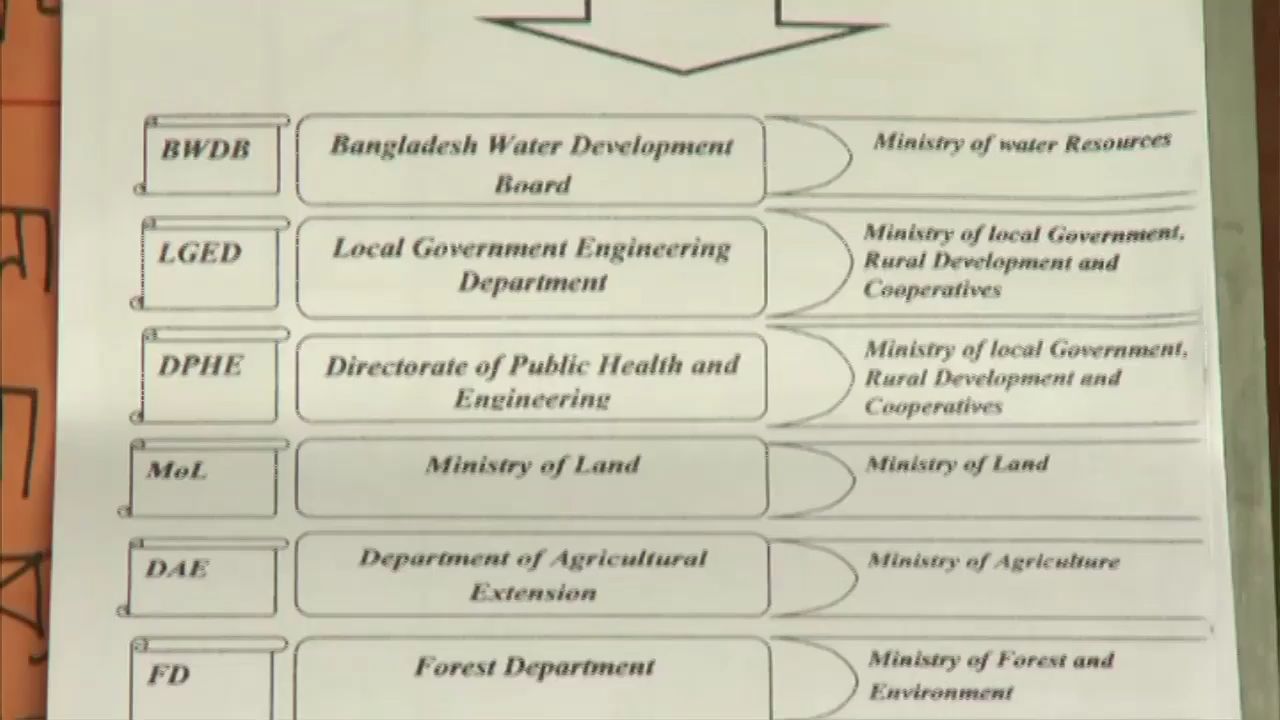 BWDB
Bangladesh Water Development
Board
Ministry of water Resources
LGED
Local Government Engineering
Department
Ministry of local Government,
Rural Development and
Cooperatives
DPHE
Directorate of Public Health and
Engineering
Ministry of local Government,
Rural Development and
Cooperatives
MoL
Ministry of Land
Ministry of Land
DAE
Department of Agricultural
Extension
Ministry of Agriculture
FD
Forest Department
Ministry of Forest and
Environment